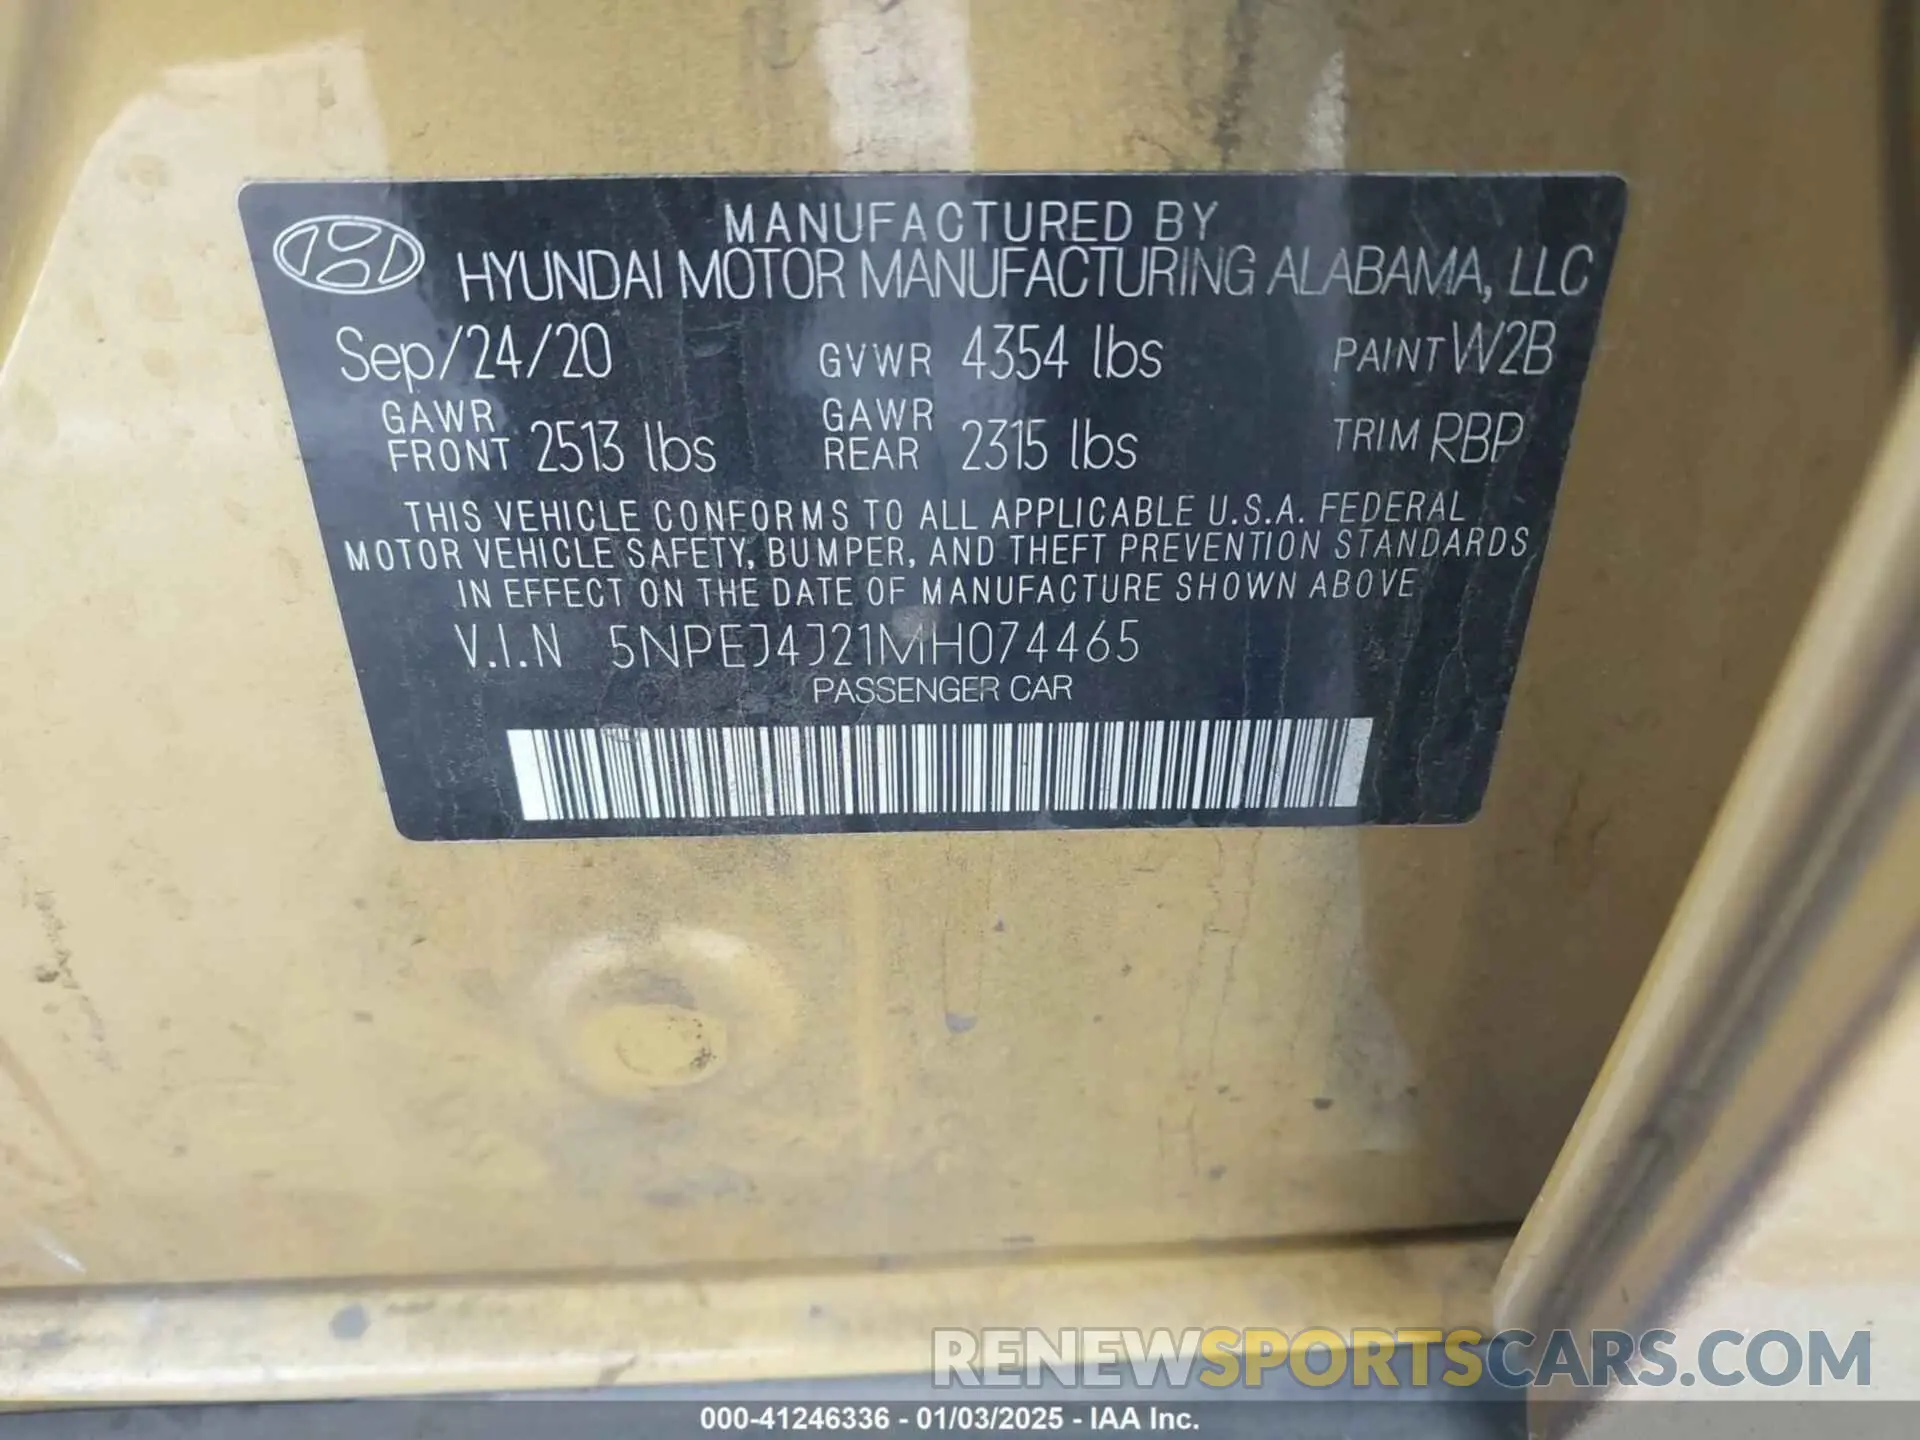 MANUFACTURED BY
HYUNDAI MOTOR MANUFACTURING ALABAMA, LLC
Sep/24/20 GVWR 4354 lbs PAINT W2B
GAWR FRONT 2513 lbs GAWR REAR 2315 lbs TRIM RBP
THIS VEHICLE CONFORMS TO ALL APPLICABLE U.S.A. FEDERAL
MOTOR VEHICLE SAFETY, BUMPER, AND THEFT PREVENTION STANDARDS
IN EFFECT ON THE DATE OF MANUFACTURE SHOWN ABOVE
V.I.N 5NPEJ4J21MH074465
PASSENGER CAR
RENEWSPORTSCARS.COM
000-41246336 - 01/03/2025 - IAA Inc.